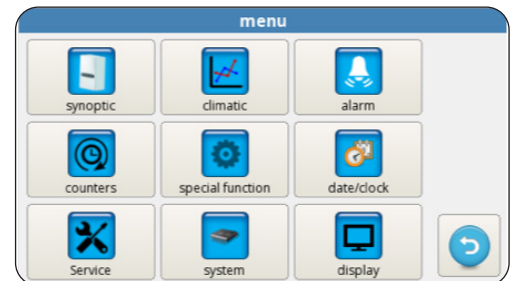 menu
synoptic
climatic
alarm
counters
special function
date/clock
Service
system
display